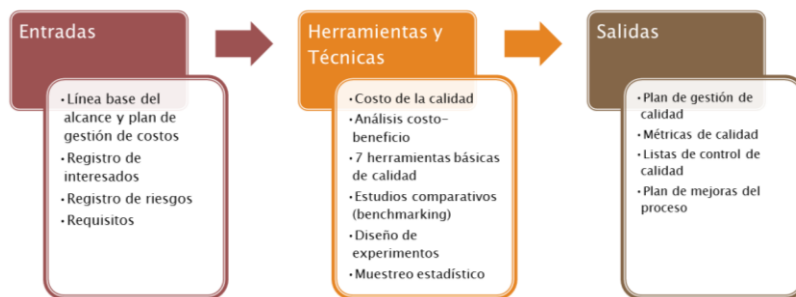 Entradas
• Línea base del
alcance y plan de
gestión de costos
• Registro de
interesados
• Registro de riesgos
• Requisitos
Herramientas y
Técnicas
• Costo de la calidad
• Análisis costo-
beneficio
• 7 herramientas básicas
de calidad
• Estudios comparativos
(benchmarking)
• Diseño de
experimentos
• Muestreo estadístico
Salidas
• Plan de gestión de
calidad
• Métricas de calidad
• Listas de control de
calidad
• Plan de mejoras del
proceso